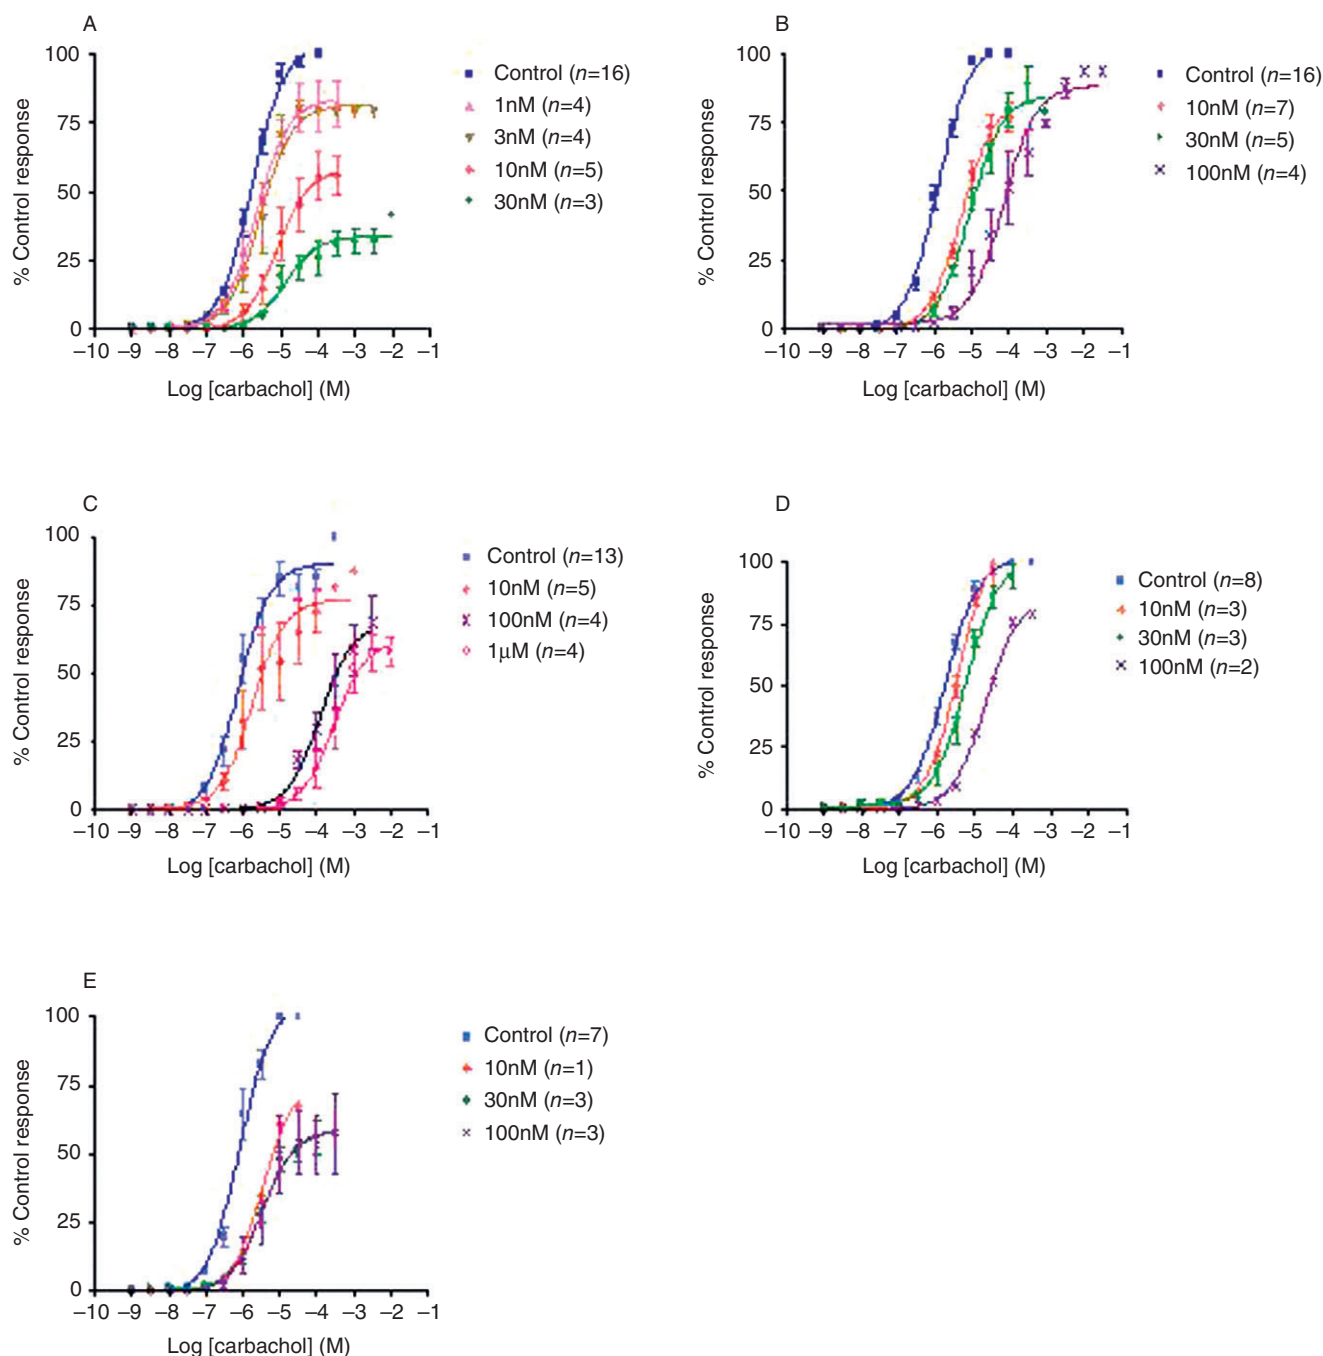 A
% Control response
100
75
50
25
0
–10 –9 –8 –7 –6 –5 –4 –3 –2 –1
Log [carbachol] (M)
Control (n=16)
1nM (n=4)
3nM (n=4)
10nM (n=5)
30nM (n=3)
B
% Control response
100
75
50
25
0
–10 –9 –8 –7 –6 –5 –4 –3 –2 –1
Log [carbachol] (M)
Control (n=16)
10nM (n=7)
30nM (n=5)
100nM (n=4)
C
% Control response
100
75
50
25
0
–10 –9 –8 –7 –6 –5 –4 –3 –2 –1
Log [carbachol] (M)
Control (n=13)
10nM (n=5)
100nM (n=4)
1μM (n=4)
D
% Control response
100
75
50
25
0
–10 –9 –8 –7 –6 –5 –4 –3 –2 –1
Log [carbachol] (M)
Control (n=8)
10nM (n=3)
30nM (n=3)
100nM (n=2)
E
% Control response
100
75
50
25
0
–10 –9 –8 –7 –6 –5 –4 –3 –2 –1
Log [carbachol] (M)
Control (n=7)
10nM (n=1)
30nM (n=3)
100nM (n=3)